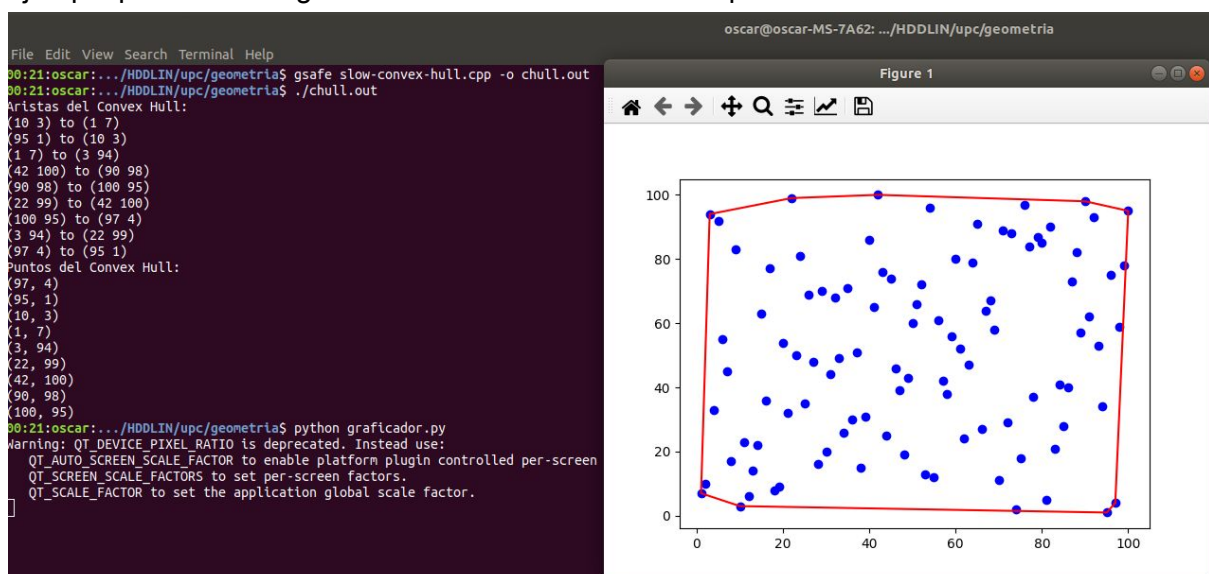 oscar@oscar-MS-7A62: .../HDDLIN/upc/geometria
File Edit View Search Terminal Help
00:21:oscar:.../HDDLIN/upc/geometria$ gsafe slow-convex-hull.cpp -o chull.out
00:21:oscar:.../HDDLIN/upc/geometria$ ./chull.out
Aristas del Convex Hull:
(10 3) to (1 7)
(95 1) to (10 3)
(1 7) to (3 94)
(42 100) to (90 98)
(90 98) to (100 95)
(22 99) to (42 100)
(100 95) to (97 4)
(3 94) to (22 99)
(97 4) to (95 1)
Puntos del Convex Hull:
(97, 4)
(95, 1)
(10, 3)
(1, 7)
(3, 94)
(22, 99)
(42, 100)
(90, 98)
(100, 95)
00:21:oscar:.../HDDLIN/upc/geometria$ python graficador.py
Warning: QT_DEVICE_PIXEL_RATIO is deprecated. Instead use:
QT_AUTO_SCREEN_SCALE_FACTOR to enable platform plugin controlled per-screen
QT_SCREEN_SCALE_FACTORS to set per-screen factors.
QT_SCALE_FACTOR to set the application global scale factor.
Figure 1
100
80
60
40
20
0
0 20 40 60 80 100